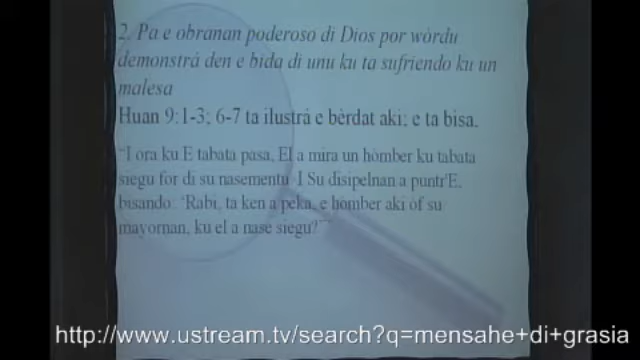 2. Pa e obranan poderoso di Dios por wòrdu
demonstrá den e bida di unu ku ta sufriendo ku un
malesa
Huan 9:1-3; 6-7 ta ilustrá e bèrdat aki; e ta bisa.
"I ora ku E tabata pasa, El a mira un hòmber ku tabata
siegu for di su nasementu I Su disipelnan a puntr'E,
bisando: 'Rabi, ta ken a peka, e hòmber aki òf su
mayornan, ku el a nase siegu?'"
http://www.ustream.tv/search?q=mensahe+di+grasia